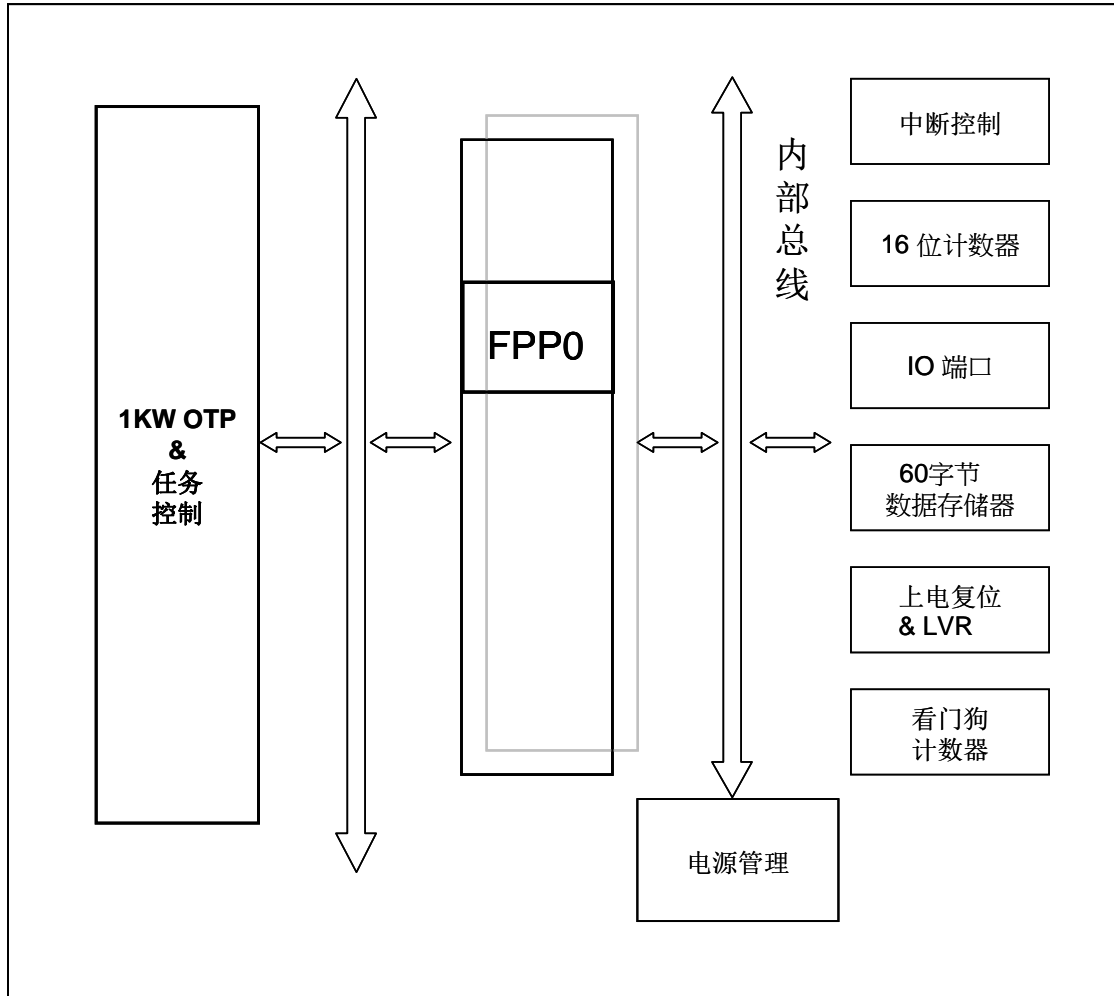 1KW OTP
&
任务
控制
FPP0
内
部
总
线
中断控制
16 位计数器
IO 端口
60字节
数据存储器
上电复位
& LVR
看门狗
计数器
电源管理